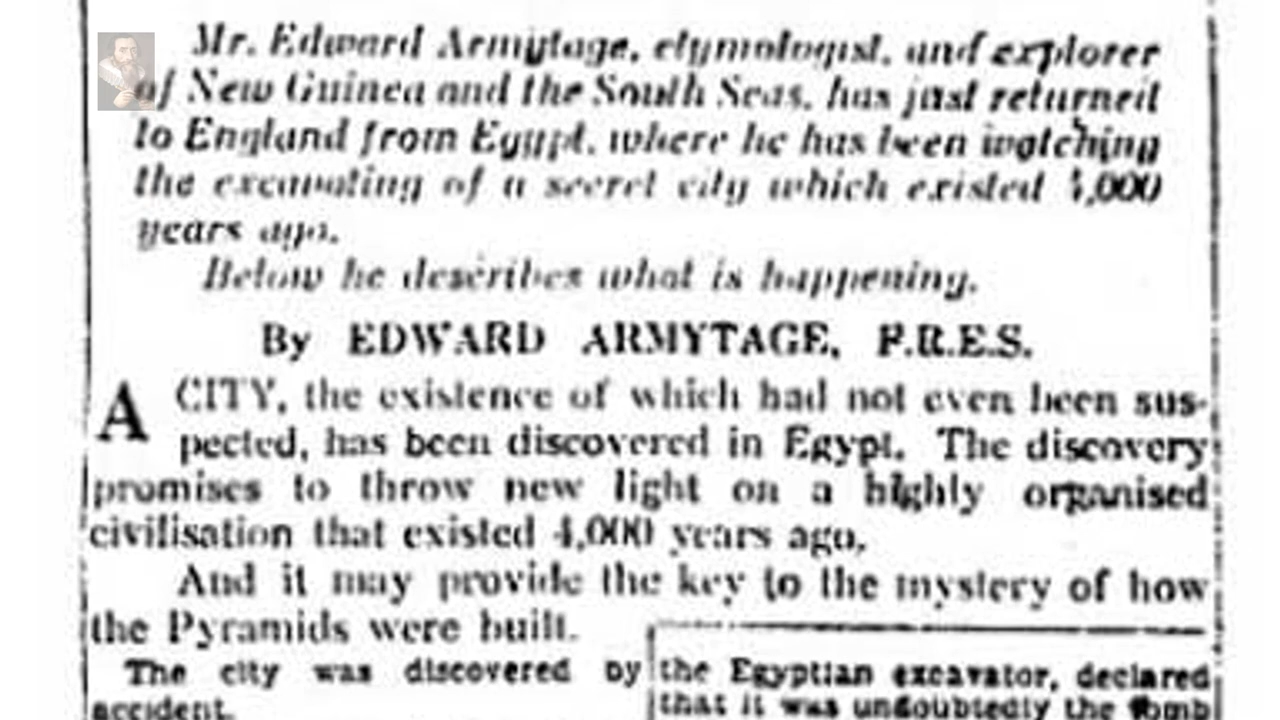 Mr. Edward Armytage, etymologist, and explorer
of New Guinea and the South Seas, has just returned
to England from Egypt, where he has been watching
the excavating of a secret city which existed 4,000
years ago.
Below he describes what is happening.
By EDWARD ARMYTAGE, F.R.E.S.
A CITY, the existence of which had not even been sus-
pected, has been discovered in Egypt. The discovery
promises to throw new light on a highly organised
civilisation that existed 4,000 years ago.
And it may provide the key to the mystery of how
the Pyramids were built.
The city was discovered by
accident.
the Egyptian excavator, declared
that it was undoubtedly the tomb